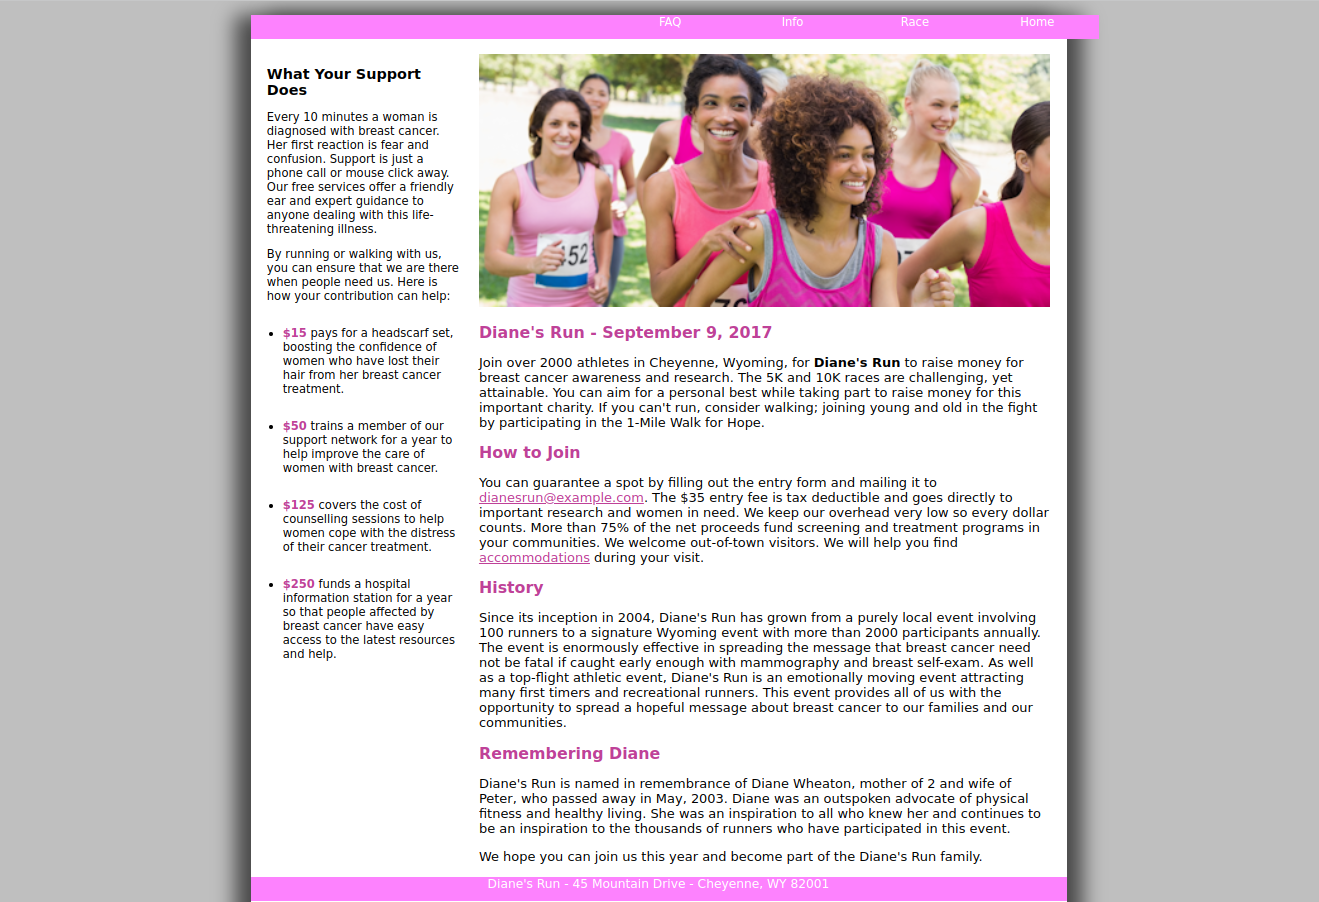 FAQ Info Race Home
What Your Support
Does
Every 10 minutes a woman is
diagnosed with breast cancer.
Her first reaction is fear and
confusion. Support is just a
phone call or mouse click away.
Our free services offer a friendly
ear and expert guidance to
anyone dealing with this life-
threatening illness.
By running or walking with us,
you can ensure that we are there
when people need us. Here is
how your contribution can help:
• $15 pays for a headscarf set,
boosting the confidence of
women who have lost their
hair from her breast cancer
treatment.
• $50 trains a member of our
support network for a year to
help improve the care of
women with breast cancer.
• $125 covers the cost of
counselling sessions to help
women cope with the distress
of their cancer treatment.
• $250 funds a hospital
information station for a year
so that people affected by
breast cancer have easy
access to the latest resources
and help.
452
Diane's Run - September 9, 2017
Join over 2000 athletes in Cheyenne, Wyoming, for Diane's Run to raise money for
breast cancer awareness and research. The 5K and 10K races are challenging, yet
attainable. You can aim for a personal best while taking part to raise money for this
important charity. If you can't run, consider walking; joining young and old in the fight
by participating in the 1-Mile Walk for Hope.
How to Join
You can guarantee a spot by filling out the entry form and mailing it to
dianesrun@example.com. The $35 entry fee is tax deductible and goes directly to
important research and women in need. We keep our overhead very low so every dollar
counts. More than 75% of the net proceeds fund screening and treatment programs in
your communities. We welcome out-of-town visitors. We will help you find
accommodations during your visit.
History
Since its inception in 2004, Diane's Run has grown from a purely local event involving
100 runners to a signature Wyoming event with more than 2000 participants annually.
The event is enormously effective in spreading the message that breast cancer need
not be fatal if caught early enough with mammography and breast self-exam. As well
as a top-flight athletic event, Diane's Run is an emotionally moving event attracting
many first timers and recreational runners. This event provides all of us with the
opportunity to spread a hopeful message about breast cancer to our families and our
communities.
Remembering Diane
Diane's Run is named in remembrance of Diane Wheaton, mother of 2 and wife of
Peter, who passed away in May, 2003. Diane was an outspoken advocate of physical
fitness and healthy living. She was an inspiration to all who knew her and continues to
be an inspiration to the thousands of runners who have participated in this event.
We hope you can join us this year and become part of the Diane's Run family.
Diane's Run - 45 Mountain Drive - Cheyenne, WY 82001